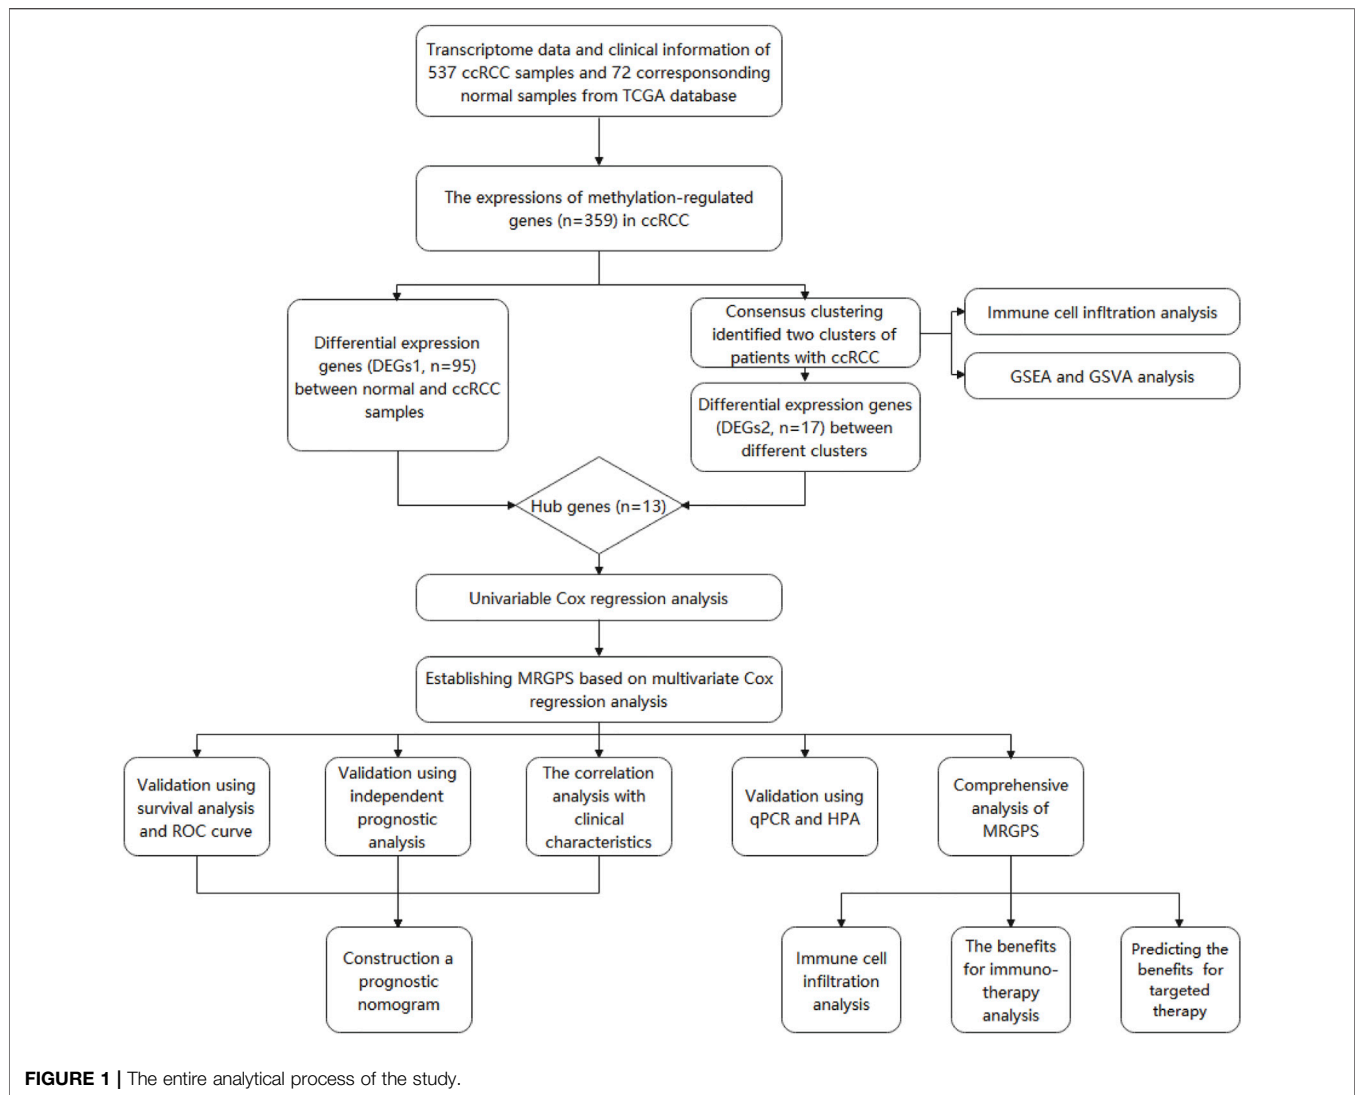 Transcriptome data and clinical information of
537 ccRCC samples and 72 corresponsonding
normal samples from TCGA database
The expressions of methylation-regulated
genes (n=359) in ccRCC
Differential expression
genes (DEGs1, n=95)
between normal and ccRCC
samples
Consensus clustering
identified two clusters of
patients with ccRCC
Immune cell infltration analysis
GSEA and GSVA analysis
Differential expression genes
(DEGs2, n=17) between
different clusters
Hub genes (n=13)
Univariable Cox regression analysis
Establishing MRGPS based on multivariate Cox
regression analysis
Validation using
survival analysis
and ROC curve
Validation using
independent
prognostic
analysis
The correlation
analysis with
clinical
characteristics
Validation using
qPCR and HPA
Comprehensive
analysis of
MRGPS
Construction a
prognostic
nomogram
Immune cell
infiltration
analysis
The benefits
for immuno-
therapy
analysis
Predicting the
benefits for
targeted
therapy
FIGURE 1 | The entire analytical process of the study.